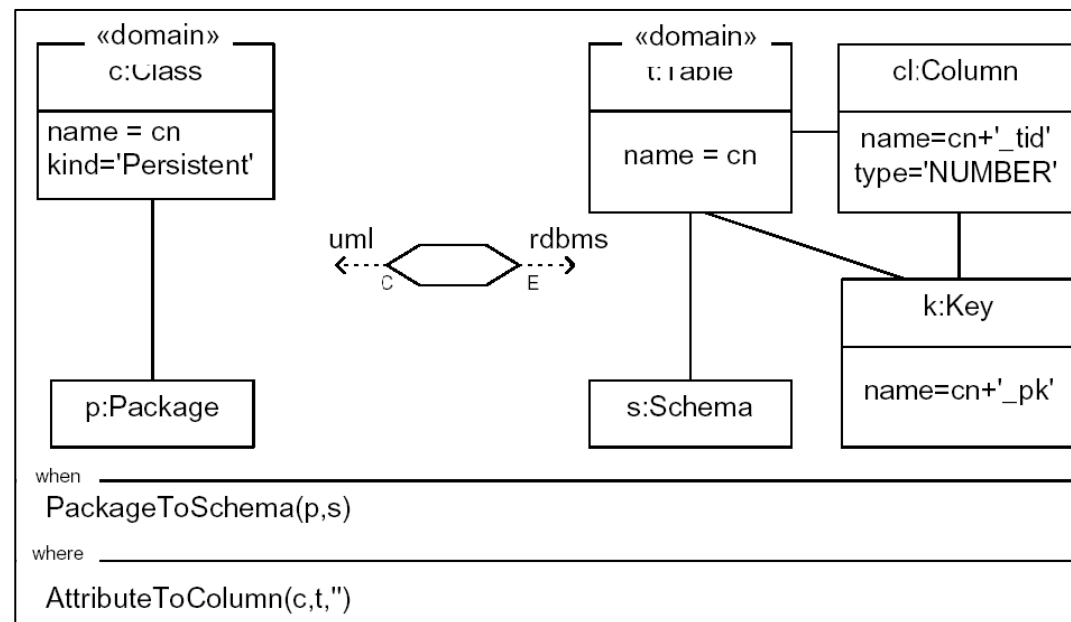 «domain»
c:Class
name = cn
kind='Persistent'
p:Package
uml
C
E
rdbms
«domain»
t:Table
name = cn
cl:Column
name=cn+'_tid'
type='NUMBER'
k:Key
name=cn+'_pk'
s:Schema
when
PackageToSchema(p,s)
where
AttributeToColumn(c,t,'')